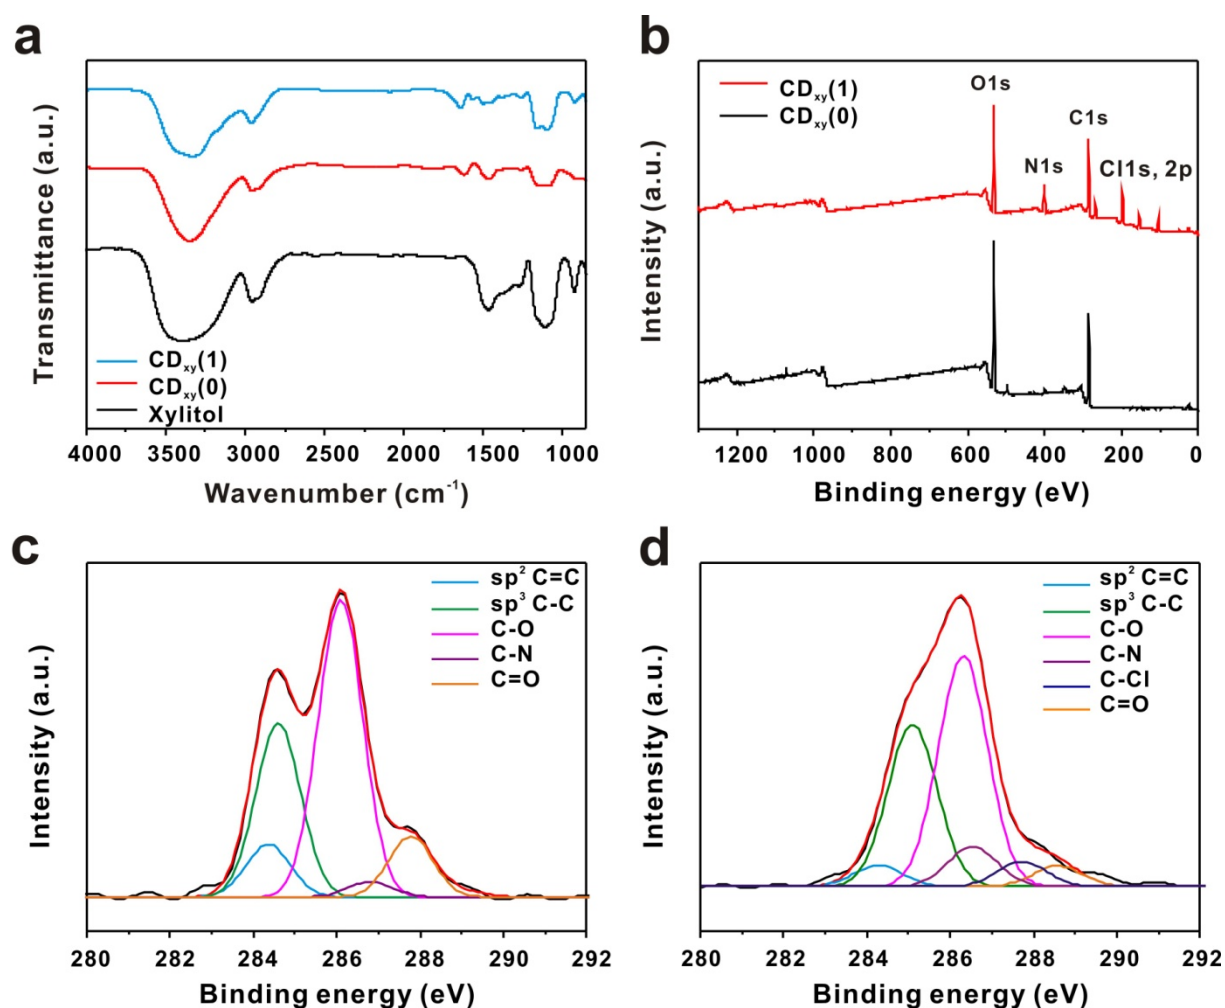 a
Transmittance (a.u.)
CDxy(1)
CDxy(0)
Xylitol
4000 3500 3000 2500 2000 1500 1000
Wavenumber (cm-1)
b
Intensity (a.u.)
CDxy(1)
CDxy(0)
O1s
N1s
C1s
Cl1s, 2p
1200 1000 800 600 400 200 0
Binding energy (eV)
c
Intensity (a.u.)
sp2 C=C
sp3 C-C
C-O
C-N
C=O
280 282 284 286 288 290 292
Binding energy (eV)
d
Intensity (a.u.)
sp2 C=C
sp3 C-C
C-O
C-N
C-Cl
C=O
280 282 284 286 288 290 292
Binding energy (eV)